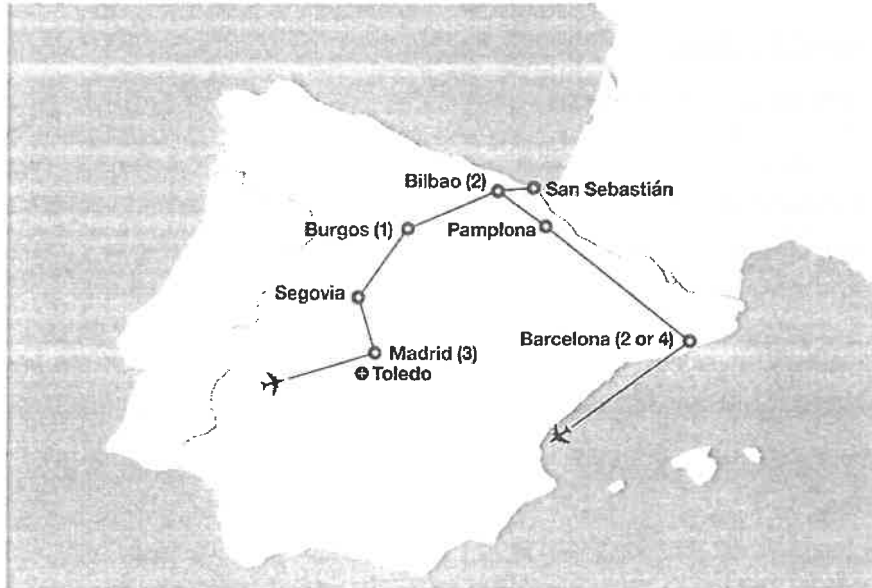 Bilbao (2)
San Sebastián
Burgos (1)
Pamplona
Segovia
Barcelona (2 or 4)
Madrid (3)
Toledo